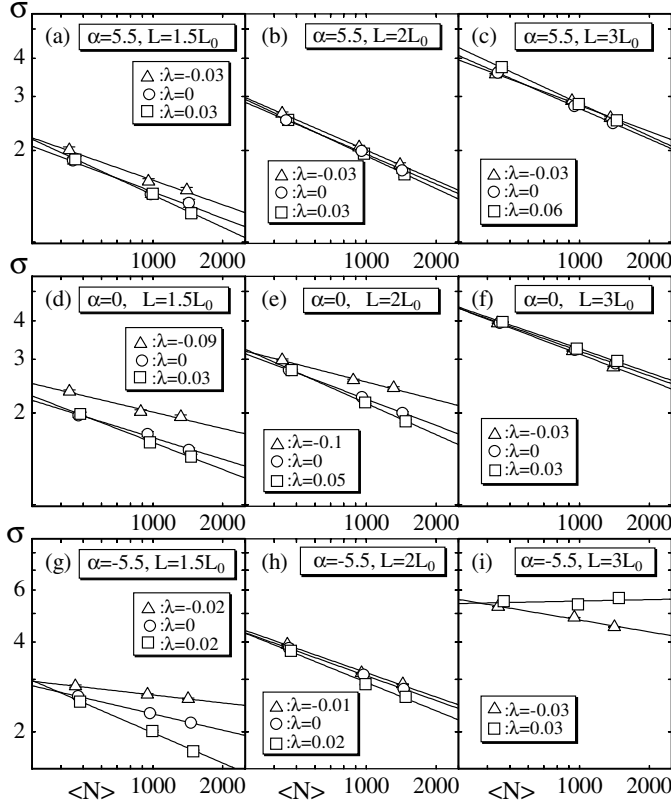 σ
(a) α=5.5, L=1.5L₀
△:λ=-0.03
○:λ=0
□:λ=0.03
(b) α=5.5, L=2L₀
△:λ=-0.03
○:λ=0
□:λ=0.03
(c) α=5.5, L=3L₀
△:λ=-0.03
○:λ=0
□:λ=0.06
4
3
2
1000 2000 1000 2000 1000 2000
σ
(d) α=0, L=1.5L₀
△:λ=-0.09
○:λ=0
□:λ=0.03
(e) α=0, L=2L₀
△:λ=-0.1
○:λ=0
□:λ=0.05
(f) α=0, L=3L₀
△:λ=-0.03
○:λ=0
□:λ=0.03
4
3
2
1000 2000 1000 2000 1000 2000
σ
(g) α=-5.5, L=1.5L₀
△:λ=-0.02
○:λ=0
□:λ=0.02
(h) α=-5.5, L=2L₀
△:λ=-0.01
○:λ=0
□:λ=0.02
(i) α=-5.5, L=3L₀
△:λ=-0.03
□:λ=0.03
6
4
2
<N> 1000 2000 <N> 1000 2000 <N> 1000 2000